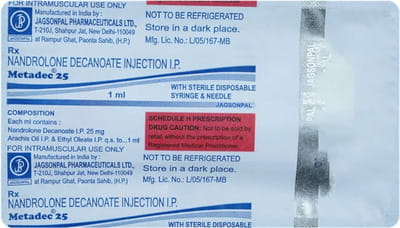 FOR INTRAMUSCULAR USE ONLY
Manufactured in India by :
JAGSONPAL PHARMACEUTICALS LTD.,
T-210J, Shahpur Jat, New Delhi-110049
at Rampur Ghat, Paonta Sahib, (H.P.)
NOT TO BE REFRIGERATED
Store in a dark place.
Mfg. Lic. No.: L/05/167-MB
Rx
NANDROLONE DECANOATE INJECTION I.P.
Metadec 25
1 ml
WITH STERILE DISPOSABLE
SYRINGE & NEEDLE
JAGSONPAL
COMPOSITION
Each ml contains :
Nandrolone Decanoate I.P. 25 mg
Arachis Oil I.P. & Ethyl Oleate I.P. q.s. to...1 ml
SCHEDULE H PRESCRIPTION
DRUG CAUTION: Not to be sold by
retail without the prescription of a
Registered Medical Practitioner.
FOR INTRAMUSCULAR USE ONLY
Manufactured in India by :
JAGSONPAL PHARMACEUTICALS LTD.,
T-210J, Shahpur Jat, New Delhi-110049
at Rampur Ghat, Paonta Sahib, (H.P.)
NOT TO BE REFRIGERATED
Store in a dark place.
Mfg. Lic. No.: L/05/167-MB
Rx
NANDROLONE DECANOATE INJECTION I.P.
Metadec 25
WITH STERILE DISPOSABLE
JAGSONPAL